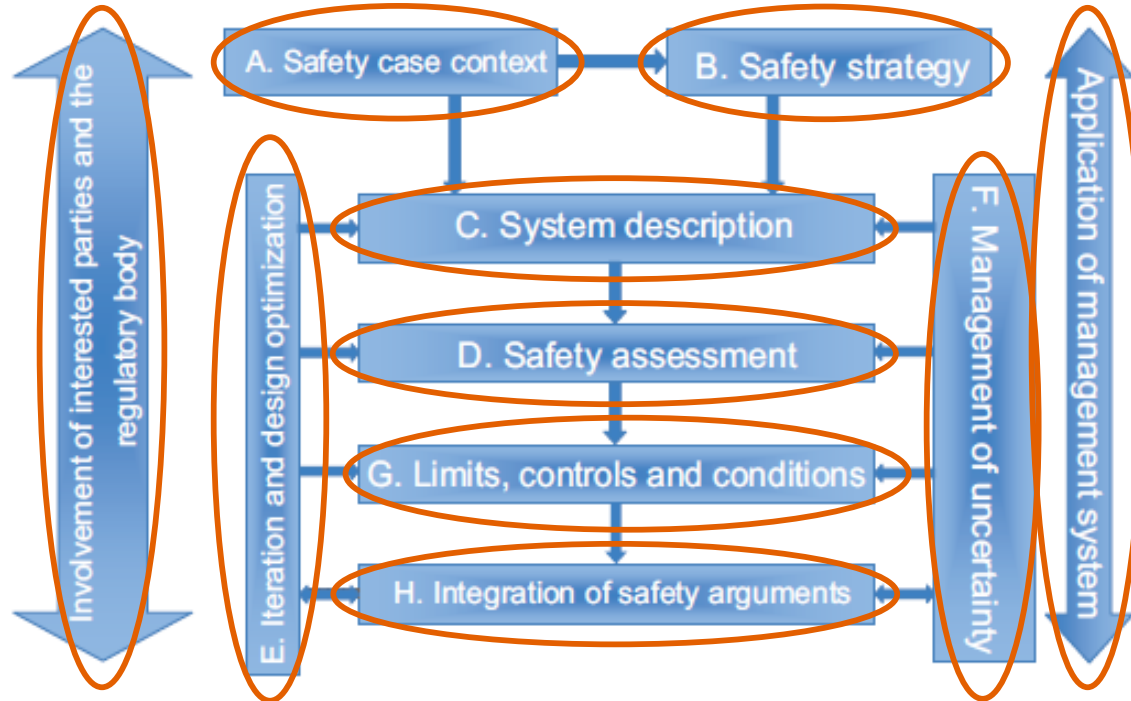 Involvement of interested parties and the
regulatory body
A. Safety case context
B. Safety strategy
E. Iteration and design optimization
C. System description
D. Safety assessment
G. Limits, controls and conditions
H. Integration of safety arguments
F. Management of uncertainty
Application of management system